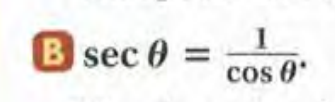 B sec θ = 1/cos θ.